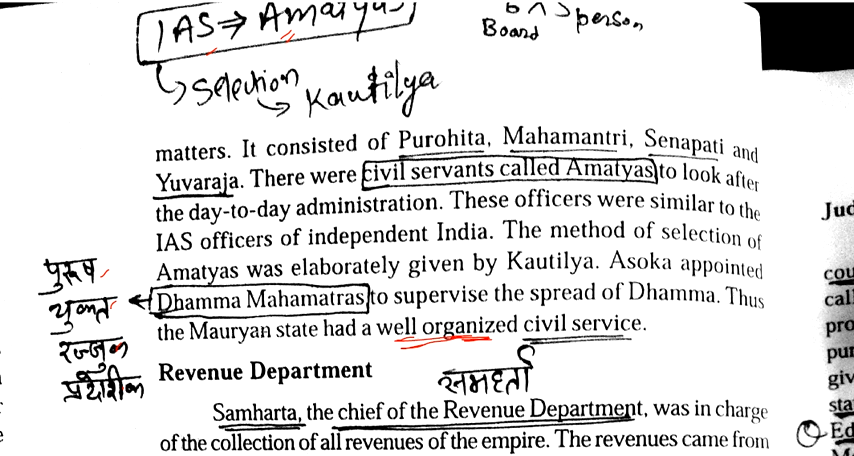 IAS ⇒ Amatyas
Board
person
Selection
Kautilya
matters. It consisted of Purohita, Mahamantri, Senapati and
Yuvaraja. There were civil servants called Amatyas to look after
the day-to-day administration. These officers were similar to the
IAS officers of independent India. The method of selection of
Amatyas was elaborately given by Kautilya. Asoka appointed
Dhamma Mahamatras to supervise the spread of Dhamma. Thus
the Mauryan state had a well organized civil service.
पुरुष
युक्त
रज्जुक
प्रदेशिक
Revenue Department
समहर्ता
Samharta, the chief of the Revenue Department, was in charge
of the collection of all revenues of the empire. The revenues came from
Jud
cou
call
pro
pur
giv
sta
Ed